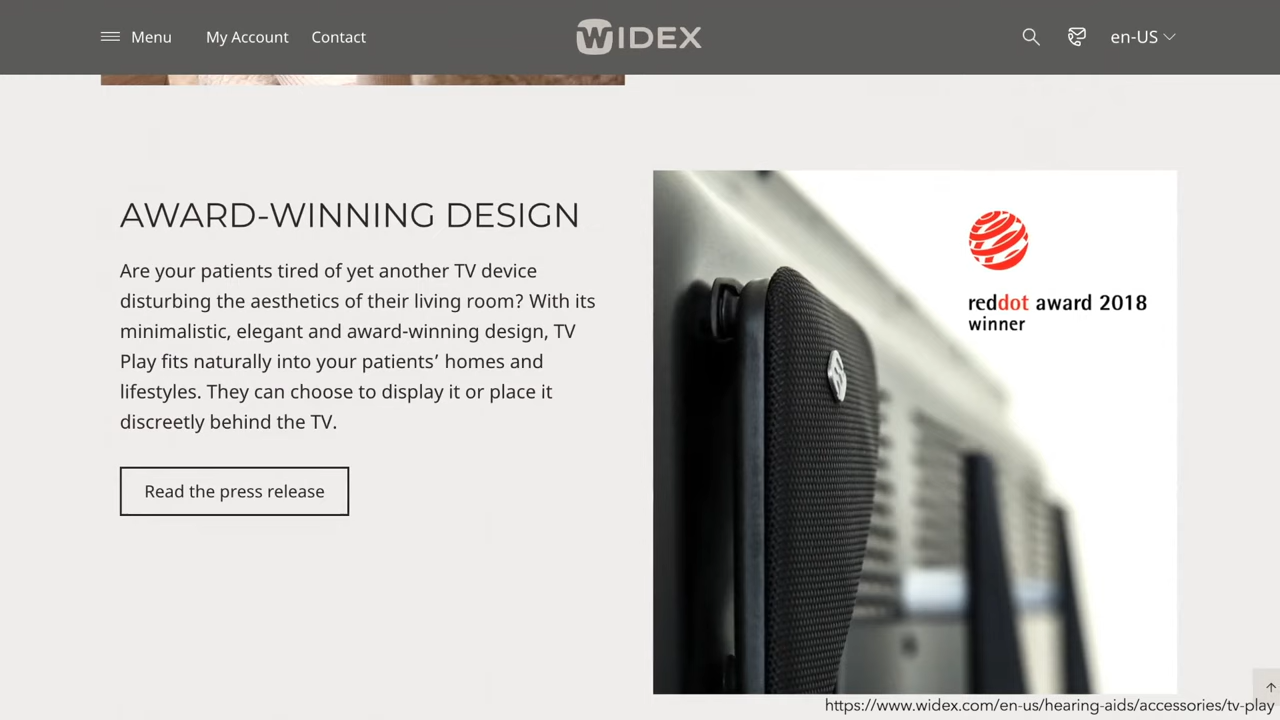 Menu
My Account
Contact
WIDEX
en-US
AWARD-WINNING DESIGN
Are your patients tired of yet another TV device
disturbing the aesthetics of their living room? With its
minimalistic, elegant and award-winning design, TV
Play fits naturally into your patients’ homes and
lifestyles. They can choose to display it or place it
discreetly behind the TV.
Read the press release
reddot award 2018
winner
https://www.widex.com/en-us/hearing-aids/accessories/tv-play